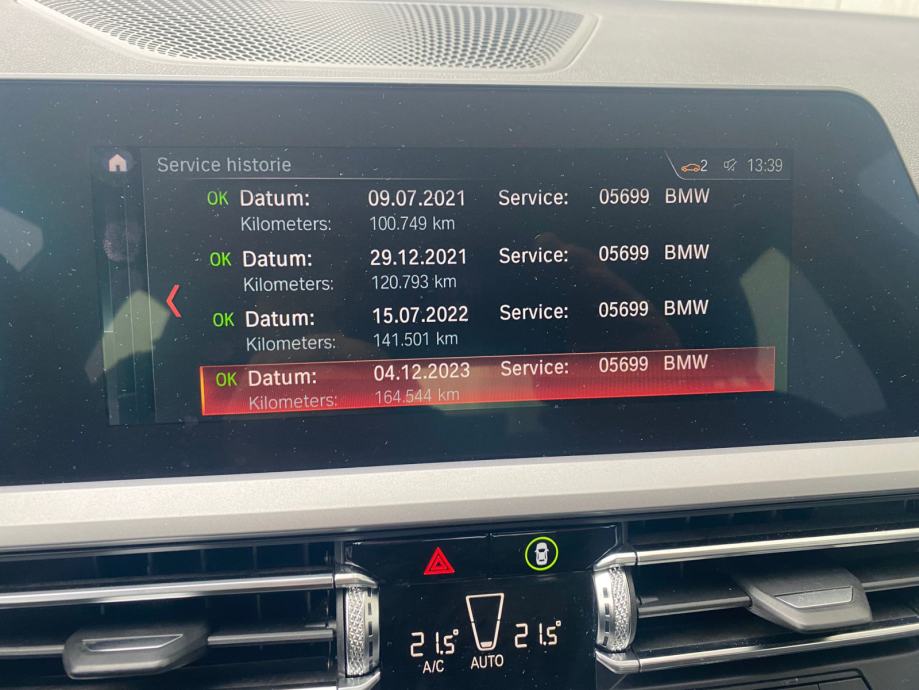 Service historie 2 13:39
OK Datum: 09.07.2021 Service: 05699 BMW
Kilometers: 100.749 km
OK Datum: 29.12.2021 Service: 05699 BMW
Kilometers: 120.793 km
OK Datum: 15.07.2022 Service: 05699 BMW
Kilometers: 141.501 km
OK Datum: 04.12.2023 Service: 05699 BMW
Kilometers: 164.544 km
21.5° 21.5°
A/C AUTO